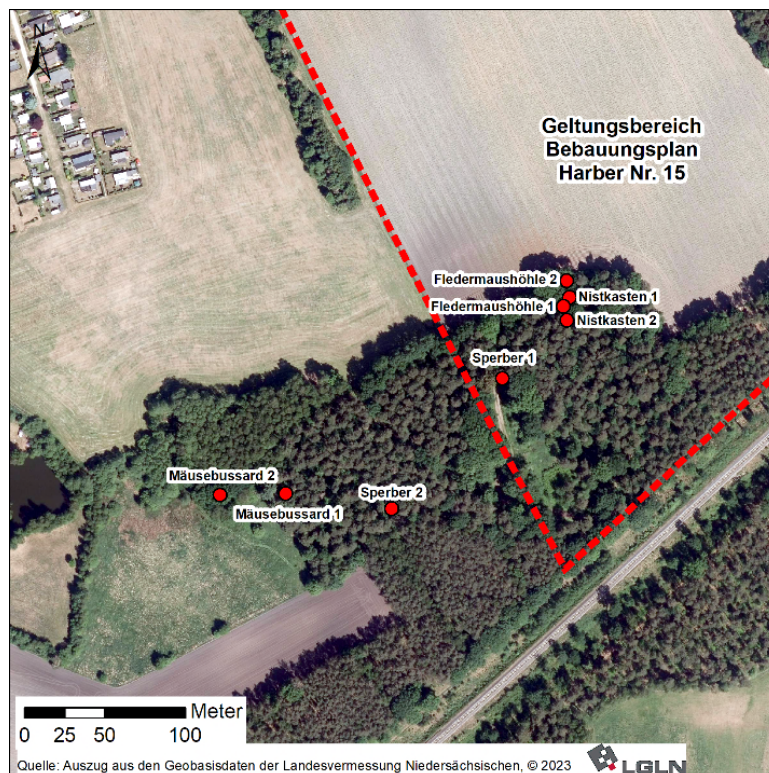 N
Geltungsbereich
Bebauungsplan
Harber Nr. 15
Fledermaushöhle 2
Nistkasten 1
Fledermaushöhle 1
Nistkasten 2
Sperber 1
Mäusebussard 2
Sperber 2
Mäusebussard 1
Meter
0 25 50 100
Quelle: Auszug aus den Geobasisdaten der Landesvermessung Niedersächsischen, © 2023
LGLN